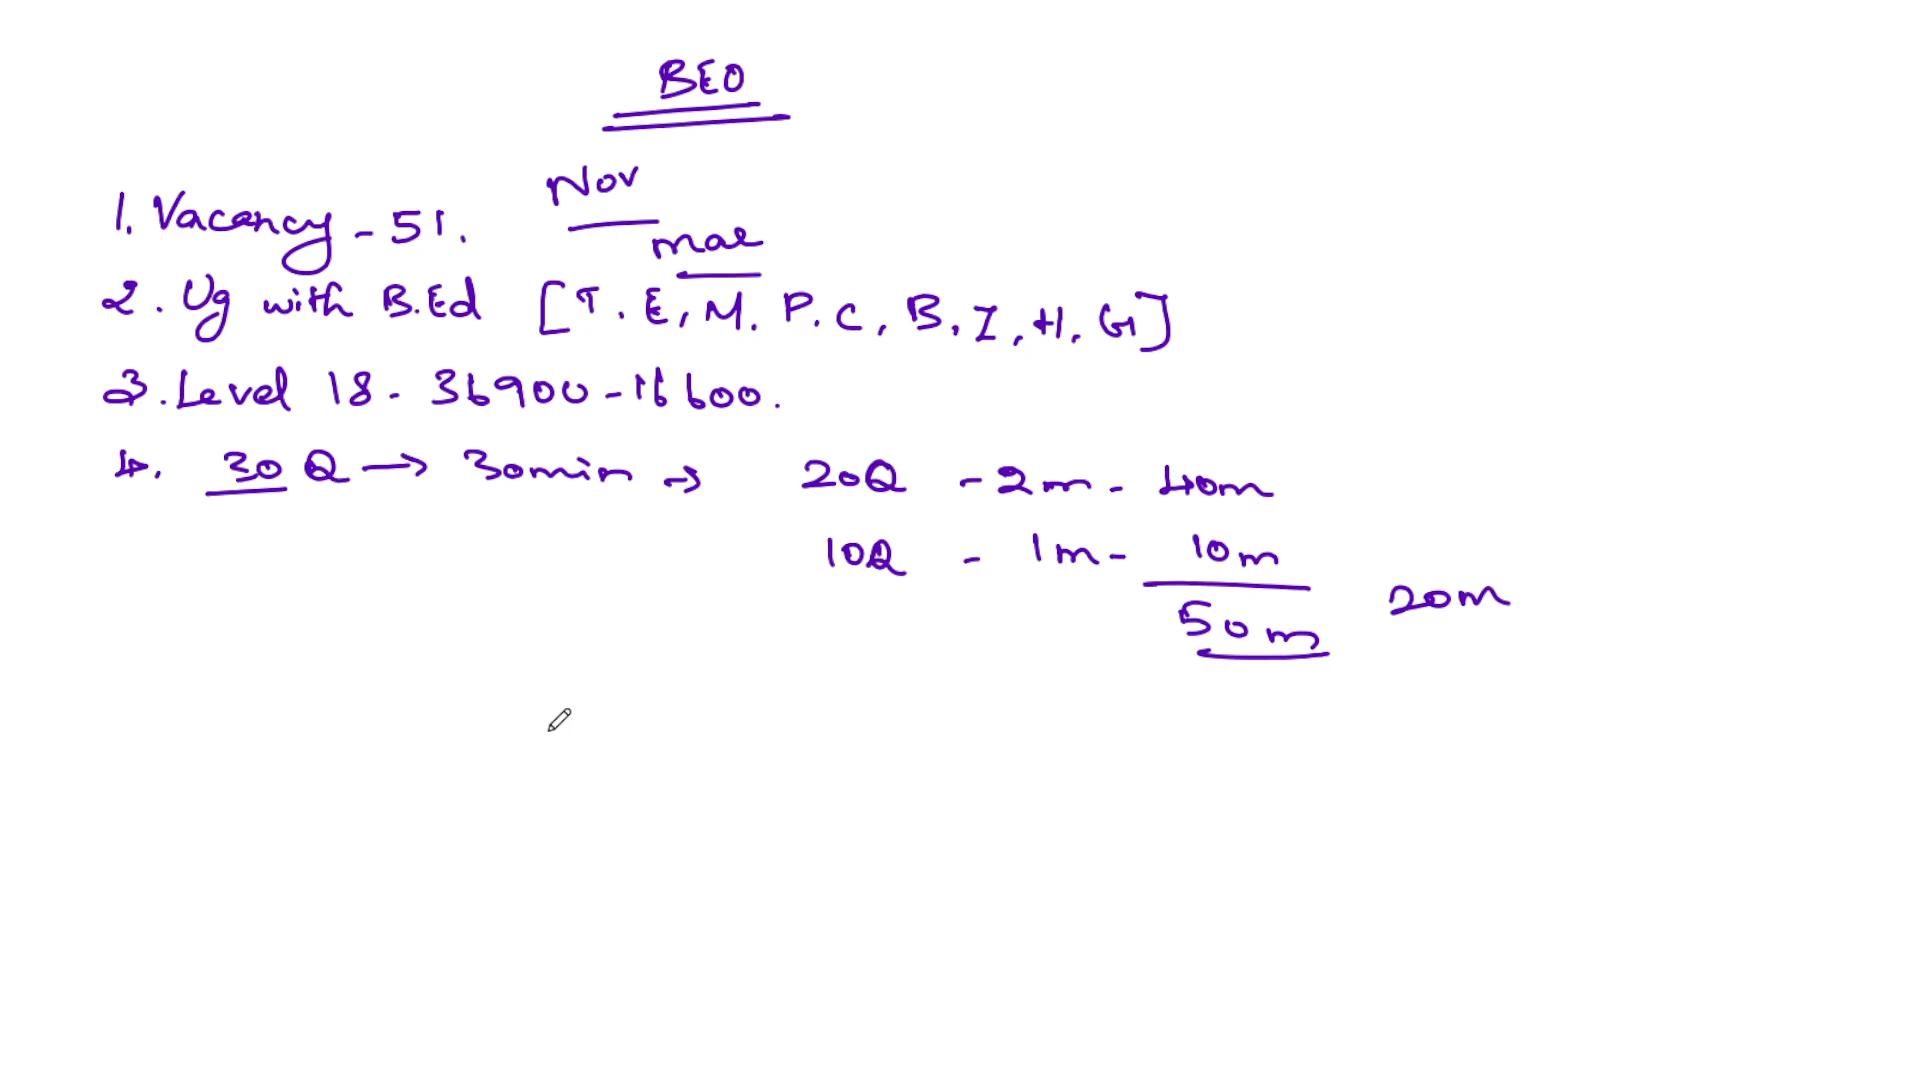 BEO
Nov
1. Vacancy - 51.
mar
2. Ug with B.Ed [T. E, M. P. C, B, Z, H. G]
3. Level 18 - 36900 - 16600.
4. 30 Q → 30min → 20Q - 2m - 40m
10Q - 1m - 10m
20m
50m